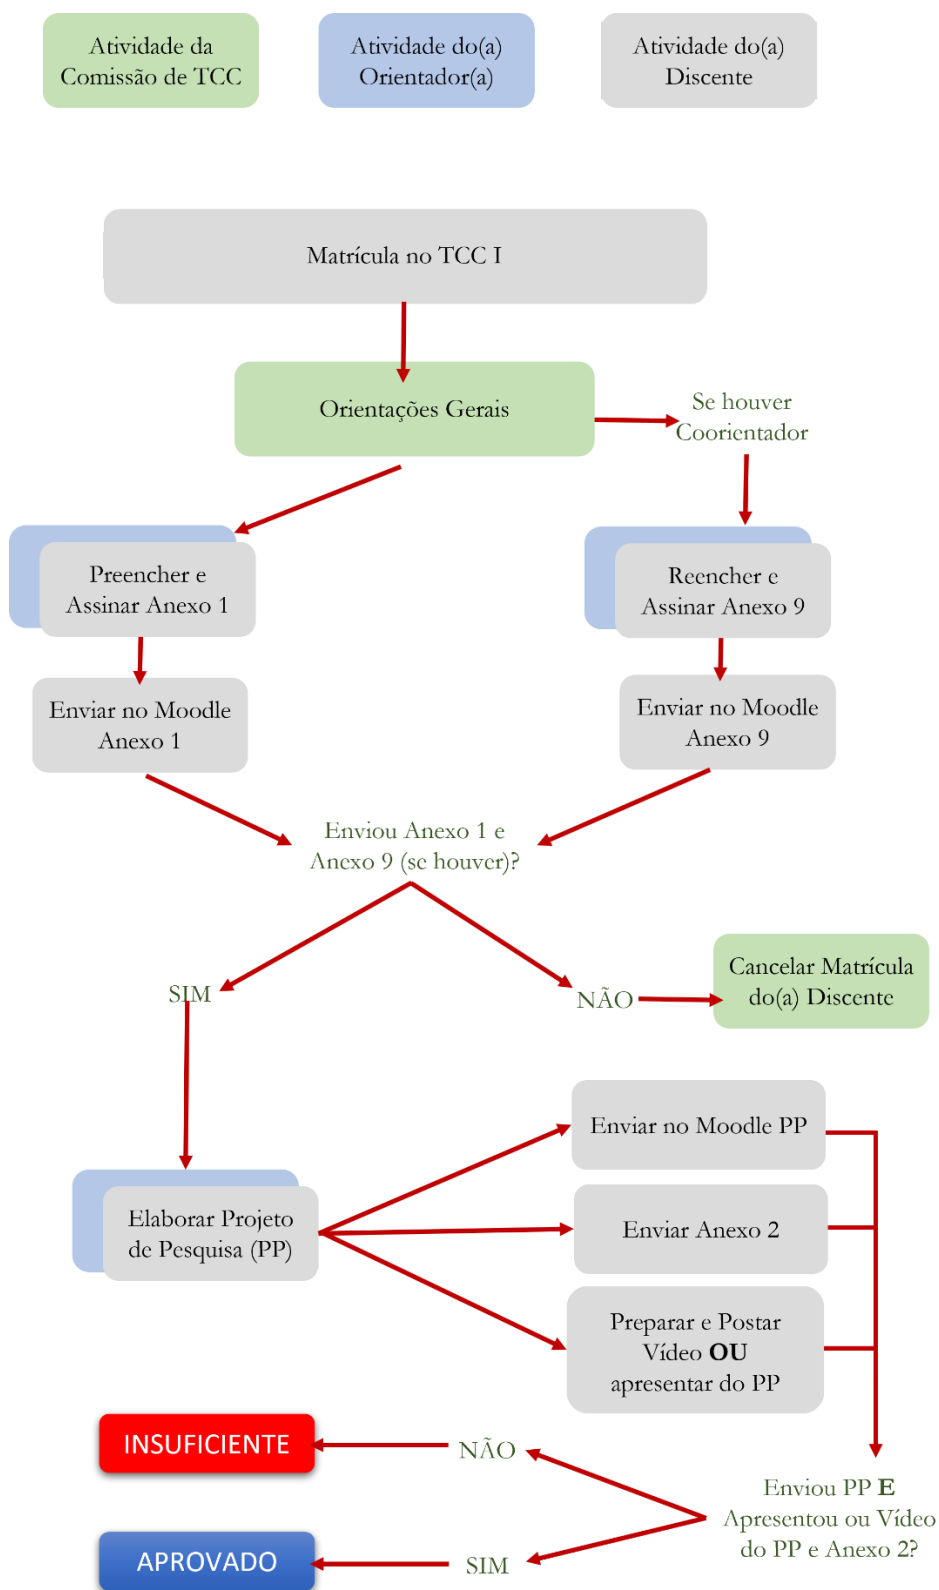 Atividade da
Comissão de TCC
Atividade do(a)
Orientador(a)
Atividade do(a)
Discente
Matrícula no TCC I
Orientações Gerais
Se houver
Coorientador
Preencher e
Assinar Anexo 1
Reencher e
Assinar Anexo 9
Enviar no Moodle
Anexo 1
Enviar no Moodle
Anexo 9
Enviou Anexo 1 e
Anexo 9 (se houver)?
SIM
NÃO
Cancelar Matrícula
do(a) Discente
Elaborar Projeto
de Pesquisa (PP)
Enviar no Moodle PP
Enviar Anexo 2
Preparar e Postar
Vídeo OU
apresentar do PP
Enviou PP E
Apresentou ou Vídeo
do PP e Anexo 2?
NÃO
INSUFICIENTE
SIM
APROVADO